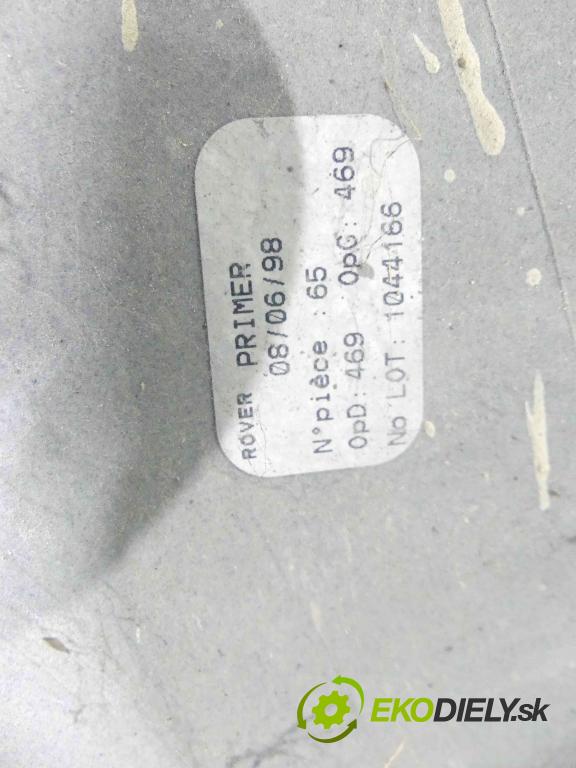 ROVER PRIMER
08/06/98
N°pièce :65
OpD: 469 OpG: 469
No LOT: 1044166
EKODIELY.sk